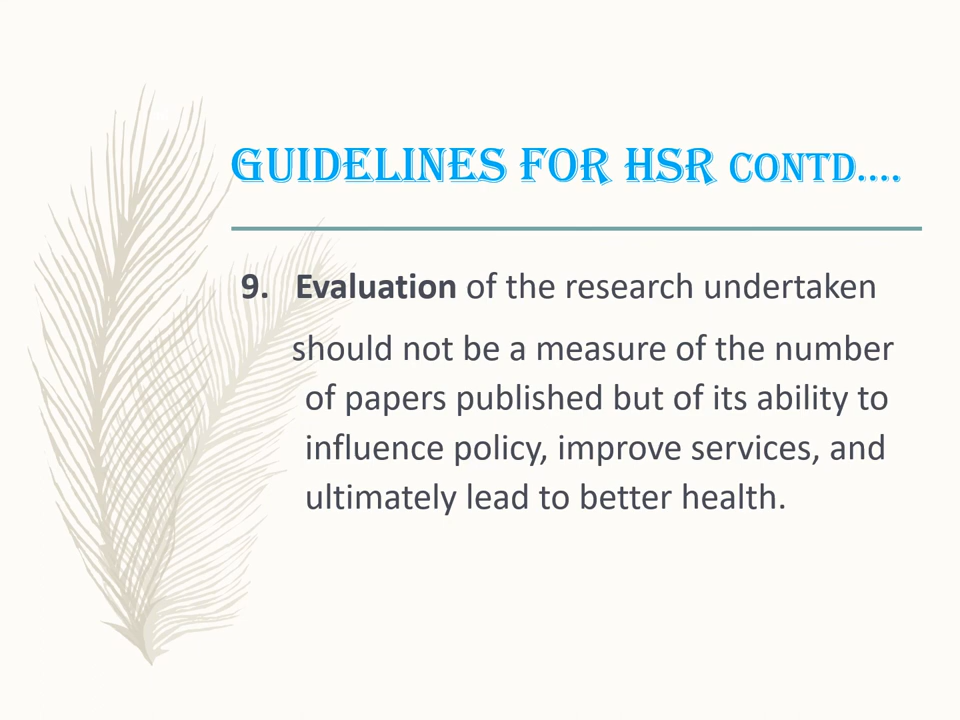 GUIDELINES FOR HSR CONTD....
9. Evaluation of the research undertaken
should not be a measure of the number
of papers published but of its ability to
influence policy, improve services, and
ultimately lead to better health.